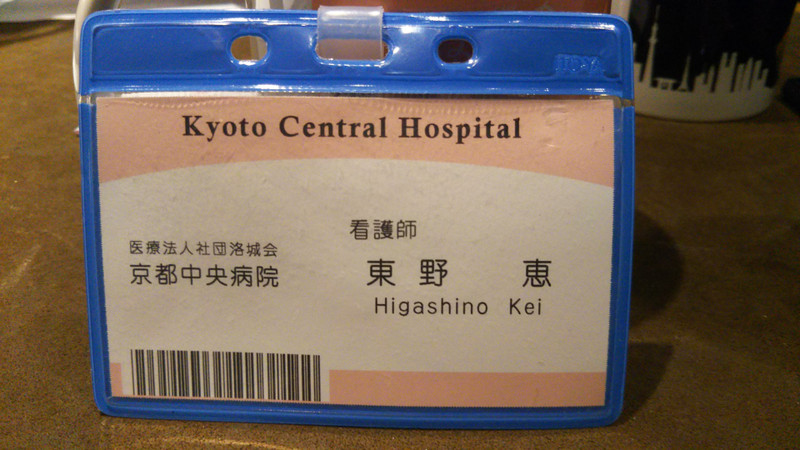 Kyoto Central Hospital
医療法人社団洛城会
京都中央病院
看護師
東野 恵
Higashino Kei